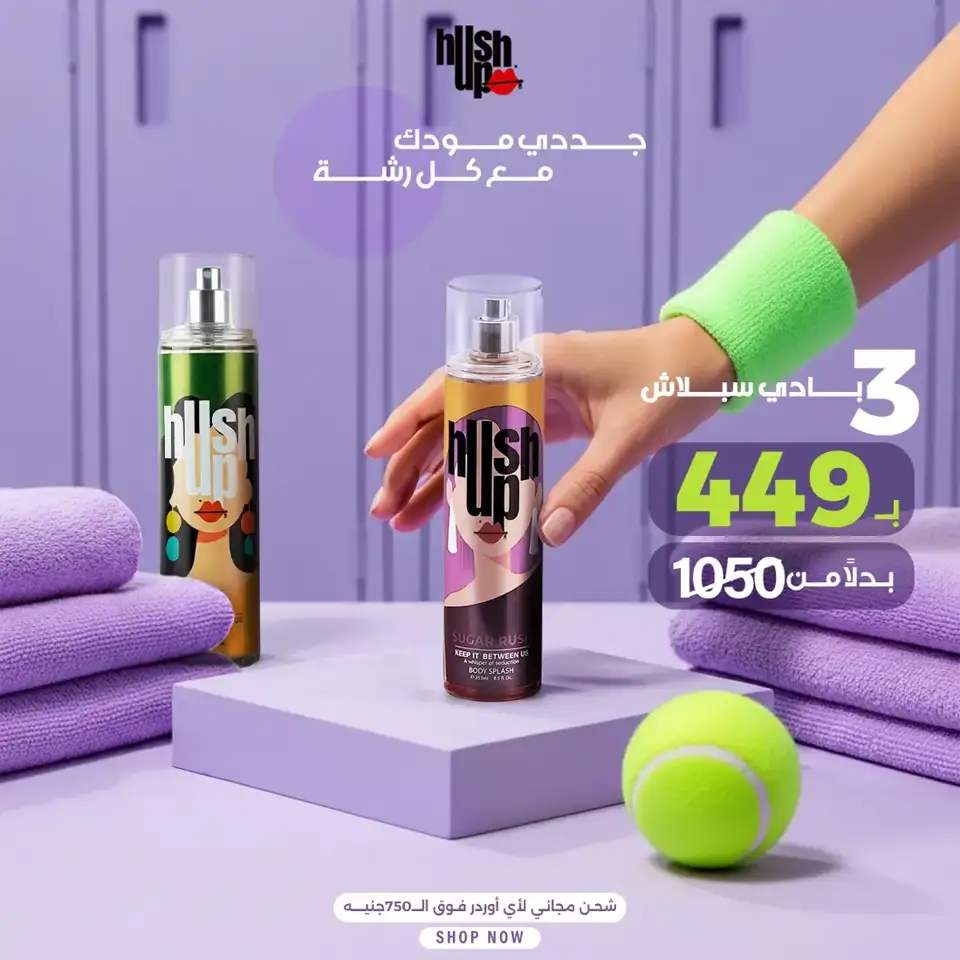 hush
up
جددي مودك
مع كل رشة
3 بادي سبلاش
بـ 449
بدلاً من 1050
hush
up
hush
up
SUGAR RUSH
KEEP IT BETWEEN US
A whisper of seduction
BODY SPLASH
شحن مجاني لأي أوردر فوق الـ750جنيه
SHOP NOW